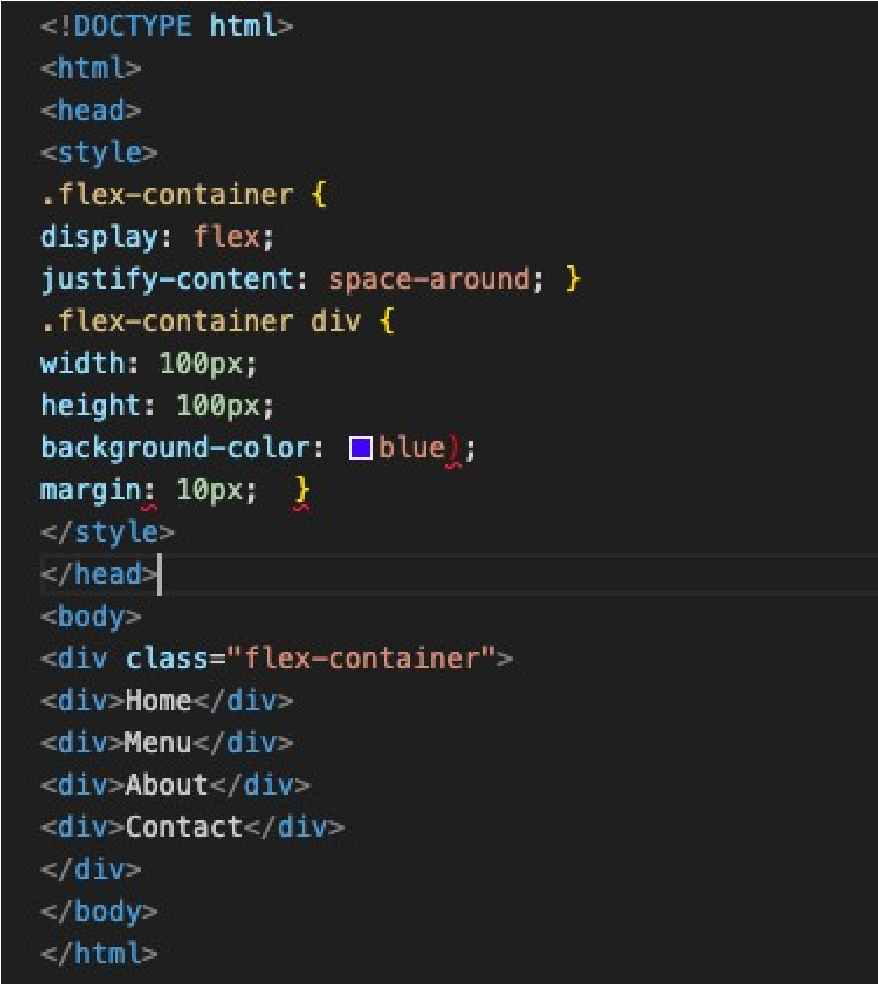 <!DOCTYPE html>
<html>
<head>
<style>
.flex-container {
display: flex;
justify-content: space-around; }
.flex-container div {
width: 100px;
height: 100px;
background-color: blue);
margin: 10px;  }
</style>
</head>
<body>
<div class="flex-container">
<div>Home</div>
<div>Menu</div>
<div>About</div>
<div>Contact</div>
</div>
</body>
</html>